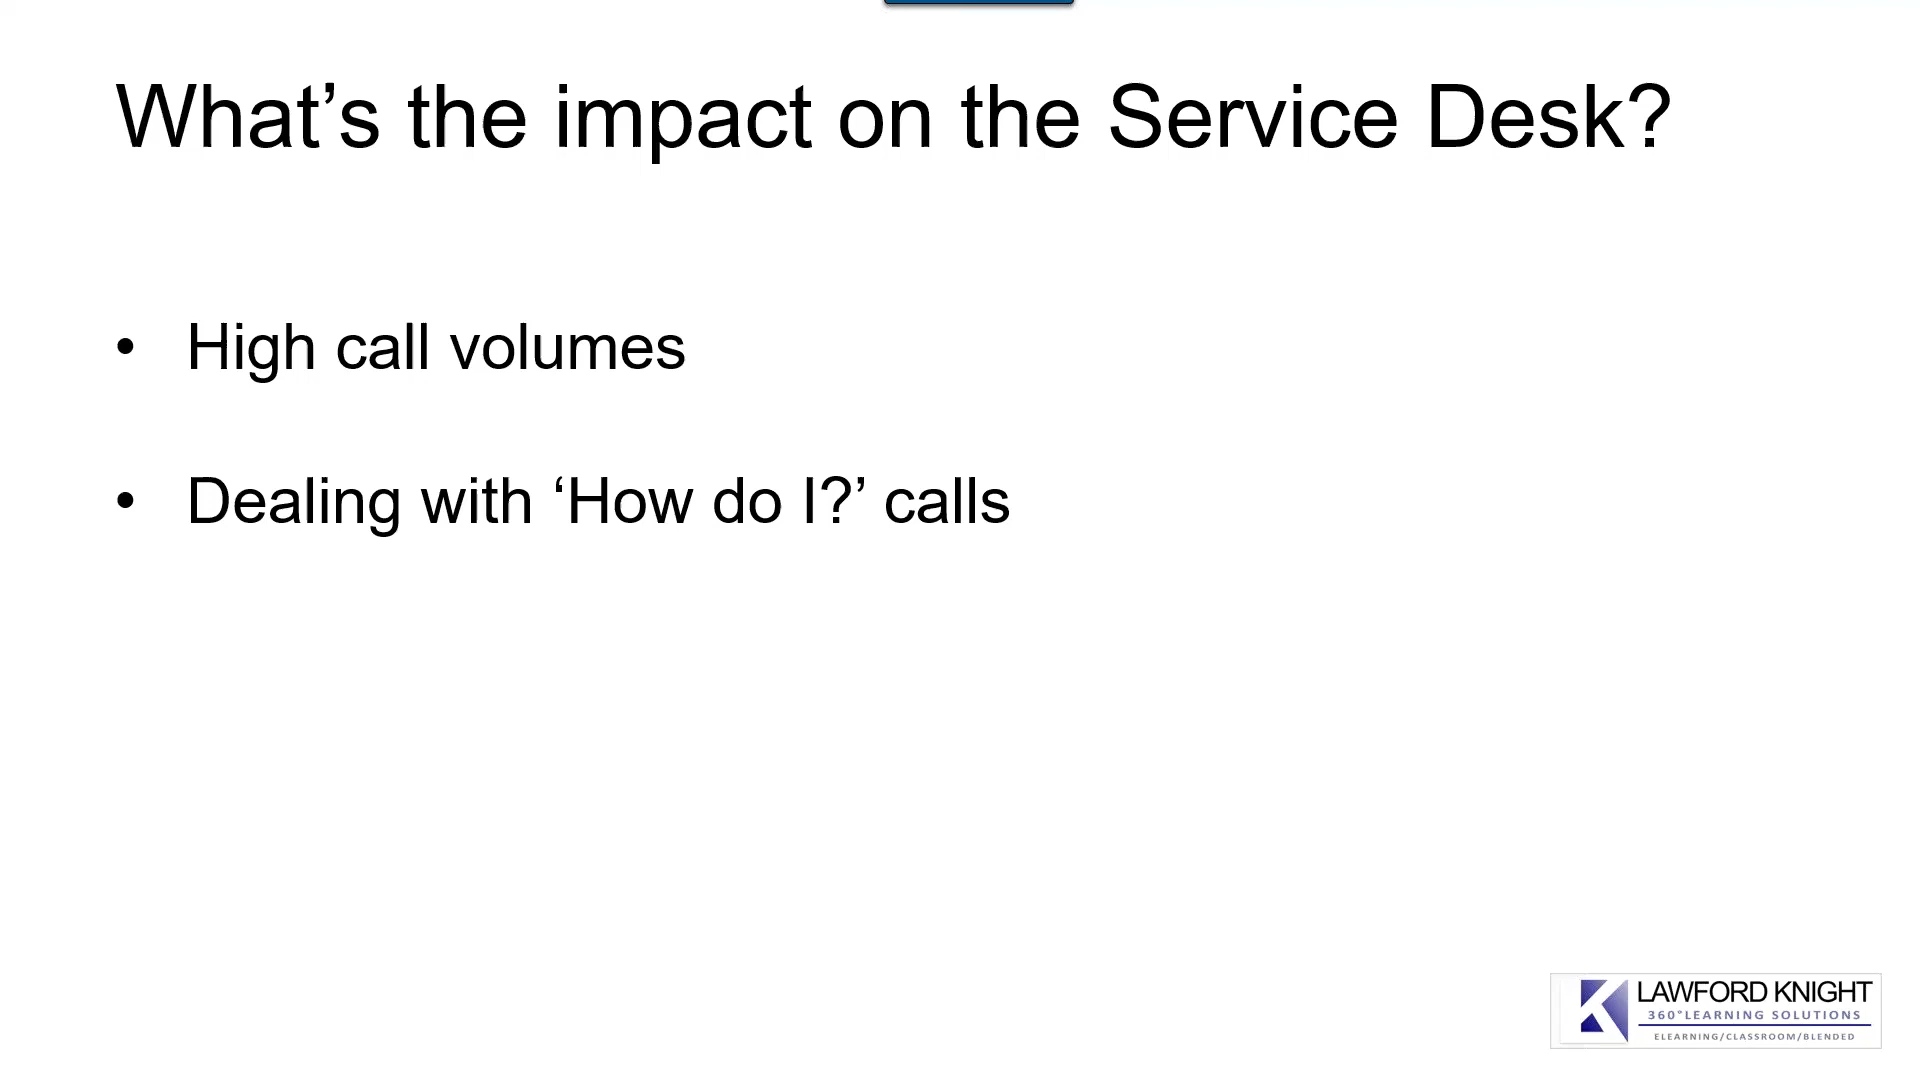 What’s the impact on the Service Desk?
• High call volumes
• Dealing with ‘How do I?’ calls
LAWFORD KNIGHT
360°LEARNING SOLUTIONS
ELEARNING/CLASSROOM/BLENDED